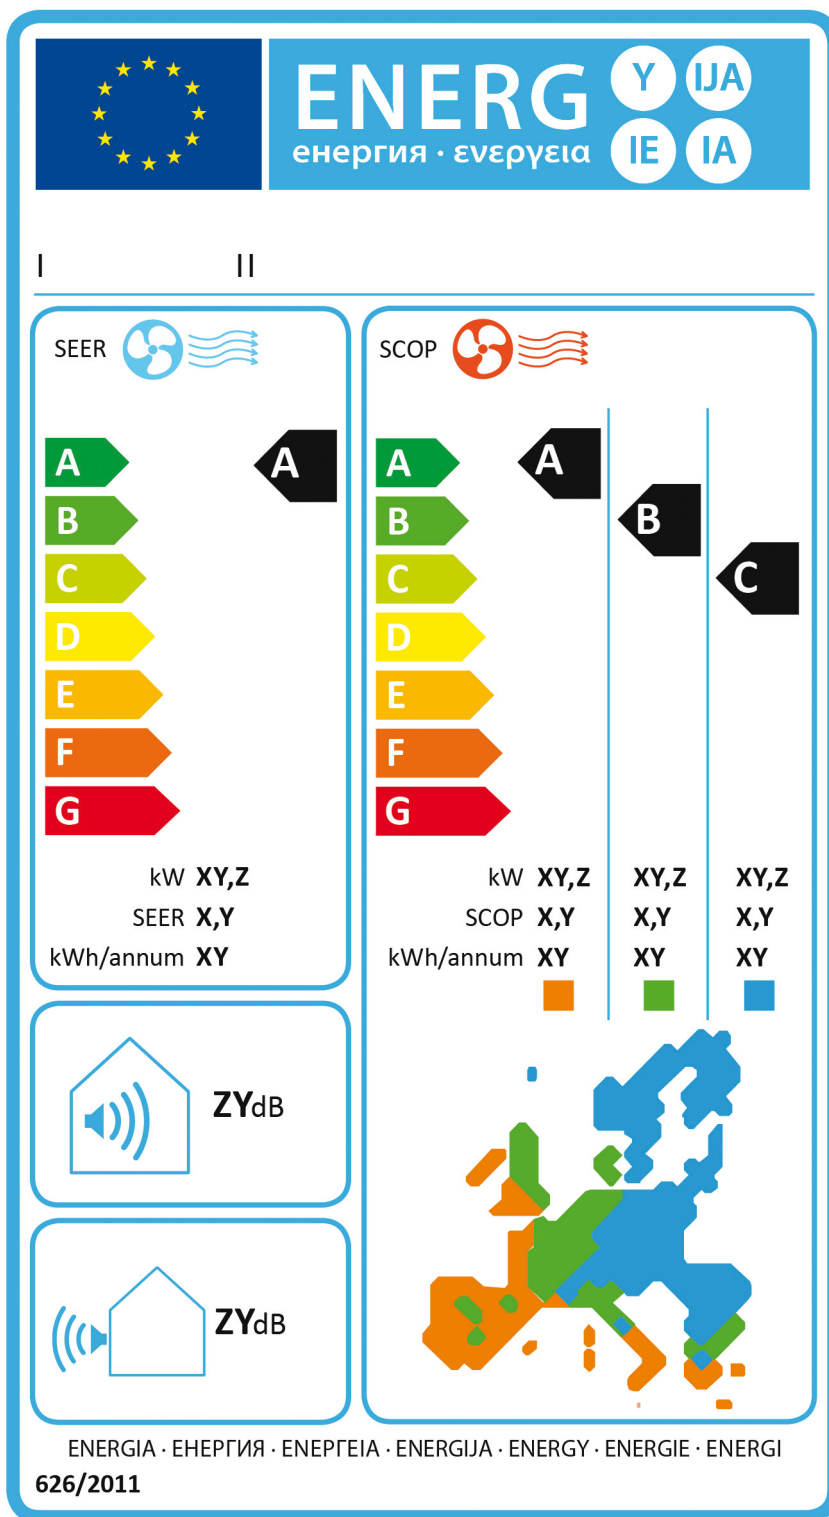 ENERG Y IJA
енергия · ενεργεια IE IA
I II
SEER
A A
B
C
D
E
F
G
kW XY,Z
SEER X,Y
kWh/annum XY
SCOP
A A
B B
C C
D
E
F
G
kW XY,Z XY,Z XY,Z
SCOP X,Y X,Y X,Y
kWh/annum XY XY XY
ZYdB
ZYdB
ENERGIA · ЕНЕРГИЯ · ΕΝΕΡΓΕΙΑ · ENERGIJA · ENERGY · ENERGIE · ENERGI
626/2011